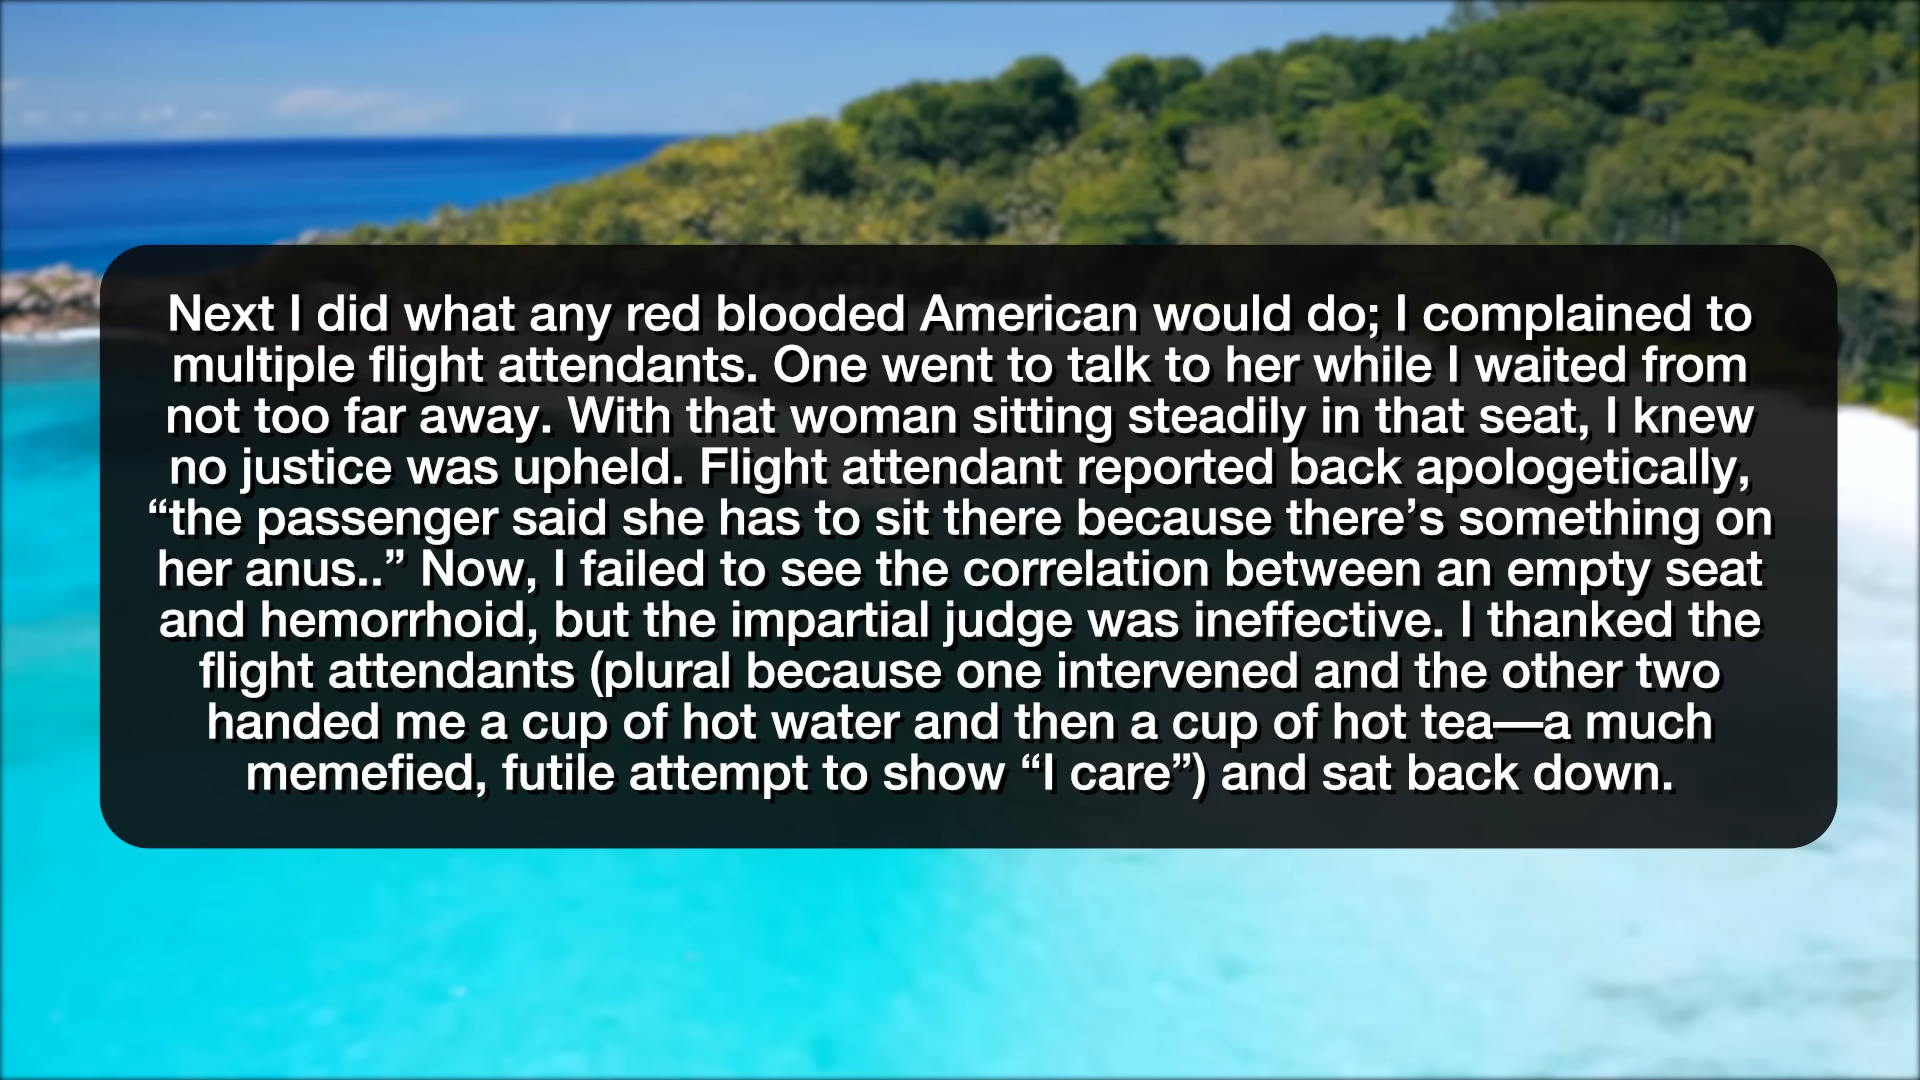 Next I did what any red blooded American would do; I complained to
multiple flight attendants. One went to talk to her while I waited from
not too far away. With that woman sitting steadily in that seat, I knew
no justice was upheld. Flight attendant reported back apologetically,
“the passenger said she has to sit there because there’s something on
her anus..” Now, I failed to see the correlation between an empty seat
and hemorrhoid, but the impartial judge was ineffective. I thanked the
flight attendants (plural because one intervened and the other two
handed me a cup of hot water and then a cup of hot tea—a much
memefied, futile attempt to show “I care”) and sat back down.